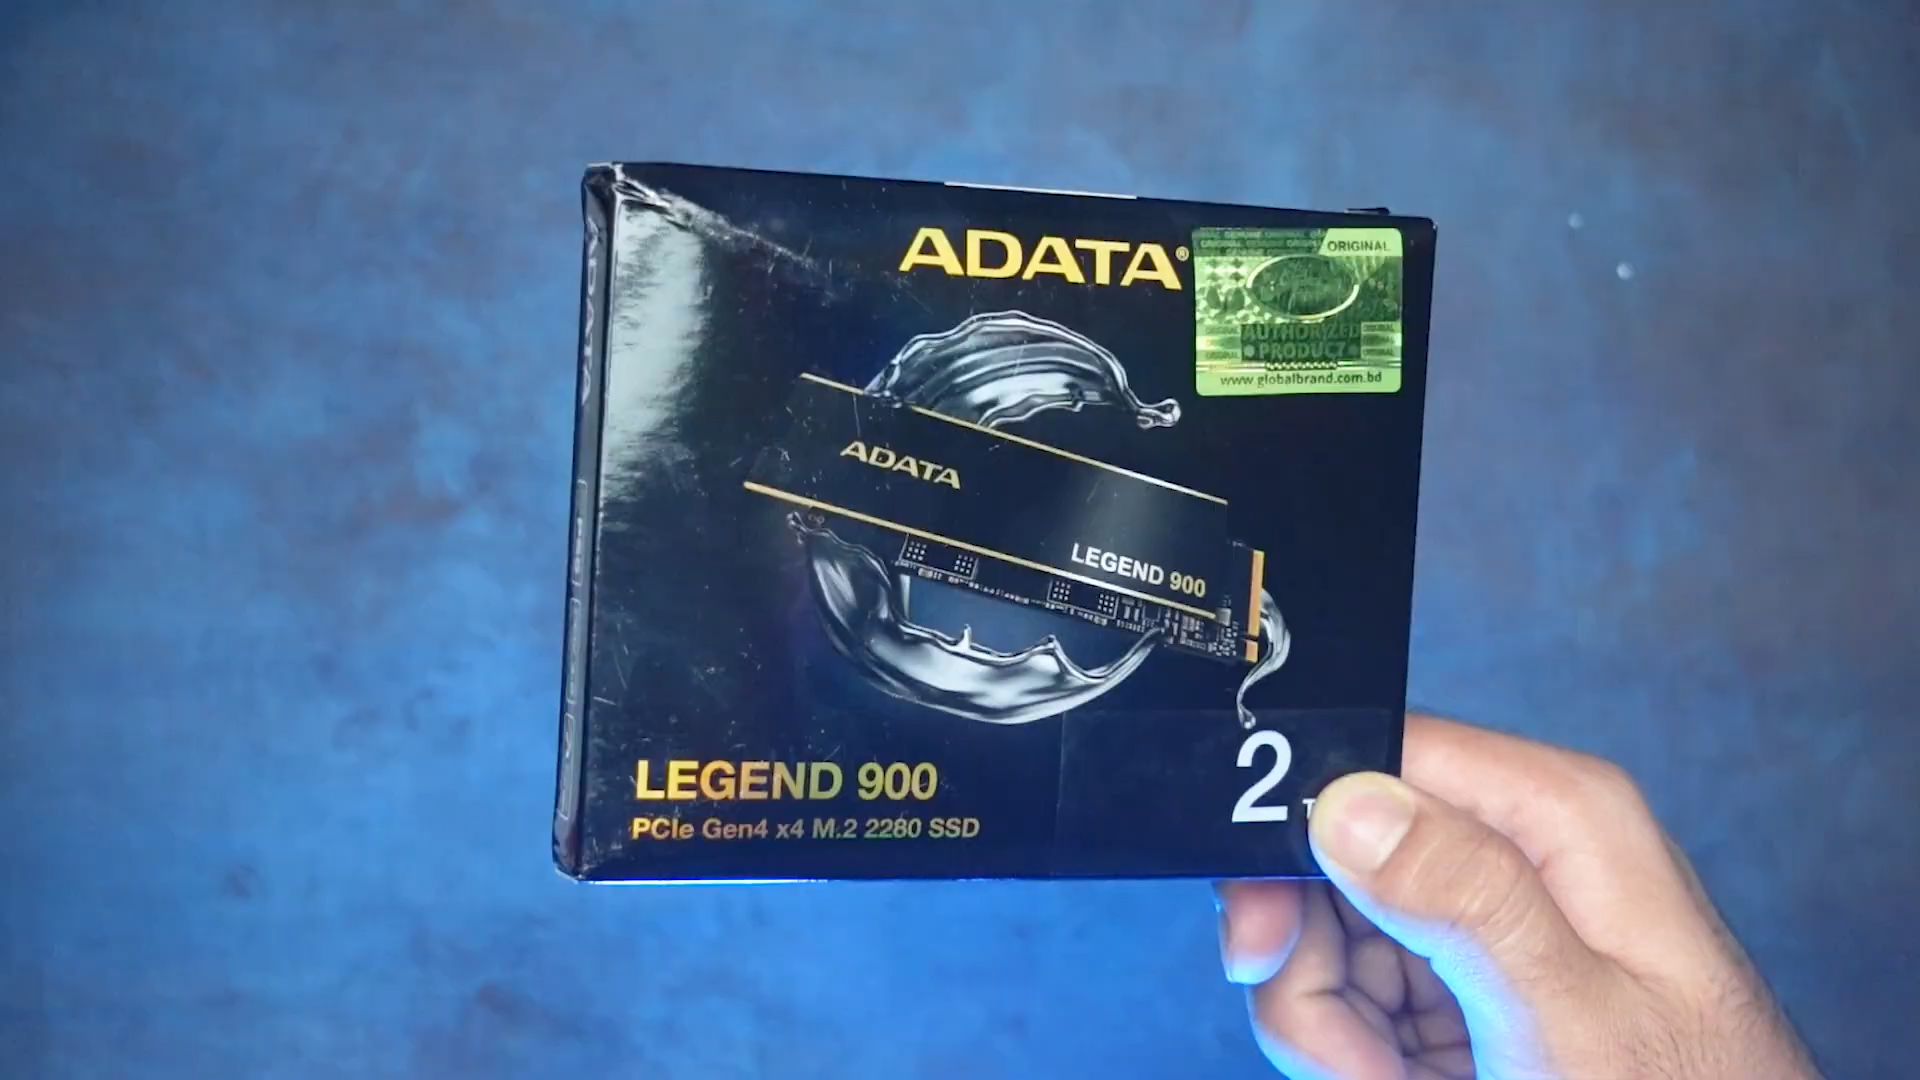 ADATA®
ORIGINAL
AUTHORIZED
PRODUCT
www.globalbrand.com.bd
ADATA
LEGEND 900
ADATA
LEGEND 900
PCIe Gen4 x4 M.2 2280 SSD
2